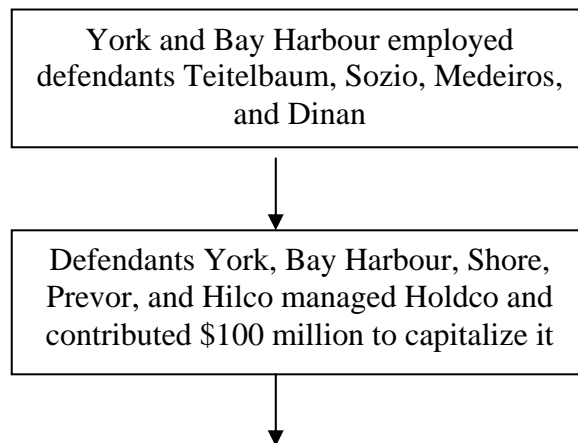 York and Bay Harbour employed
defendants Teitelbaum, Sozio, Medeiros,
and Dinan
Defendants York, Bay Harbour, Shore,
Prevor, and Hilco managed Holdco and
contributed $100 million to capitalize it